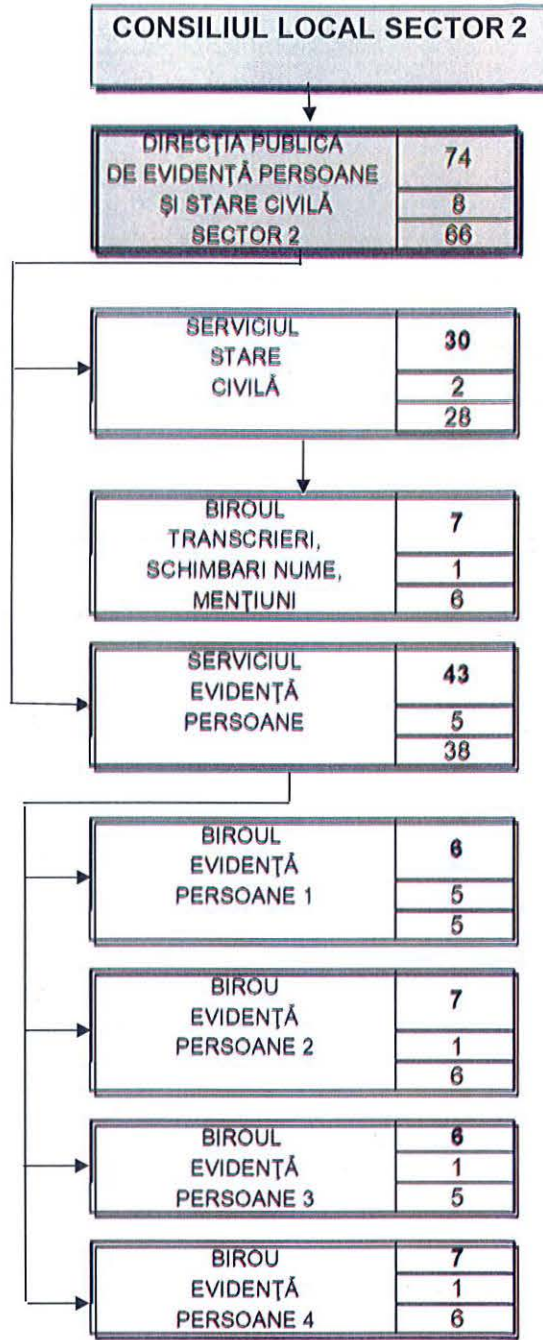 CONSILIUL LOCAL SECTOR 2
DIRECȚIA PUBLICA
DE EVIDENȚĂ PERSOANE
ȘI STARE CIVILĂ
SECTOR 2
74
8
66
SERVICIUL
STARE
CIVILĂ
30
2
28
BIROUL
TRANSCRIERI,
SCHIMBARI NUME,
MENȚIUNI
7
1
6
SERVICIUL
EVIDENȚĂ
PERSOANE
43
5
38
BIROUL
EVIDENȚĂ
PERSOANE 1
6
5
5
BIROU
EVIDENȚĂ
PERSOANE 2
7
1
6
BIROUL
EVIDENȚĂ
PERSOANE 3
6
1
5
BIROU
EVIDENȚĂ
PERSOANE 4
7
1
6